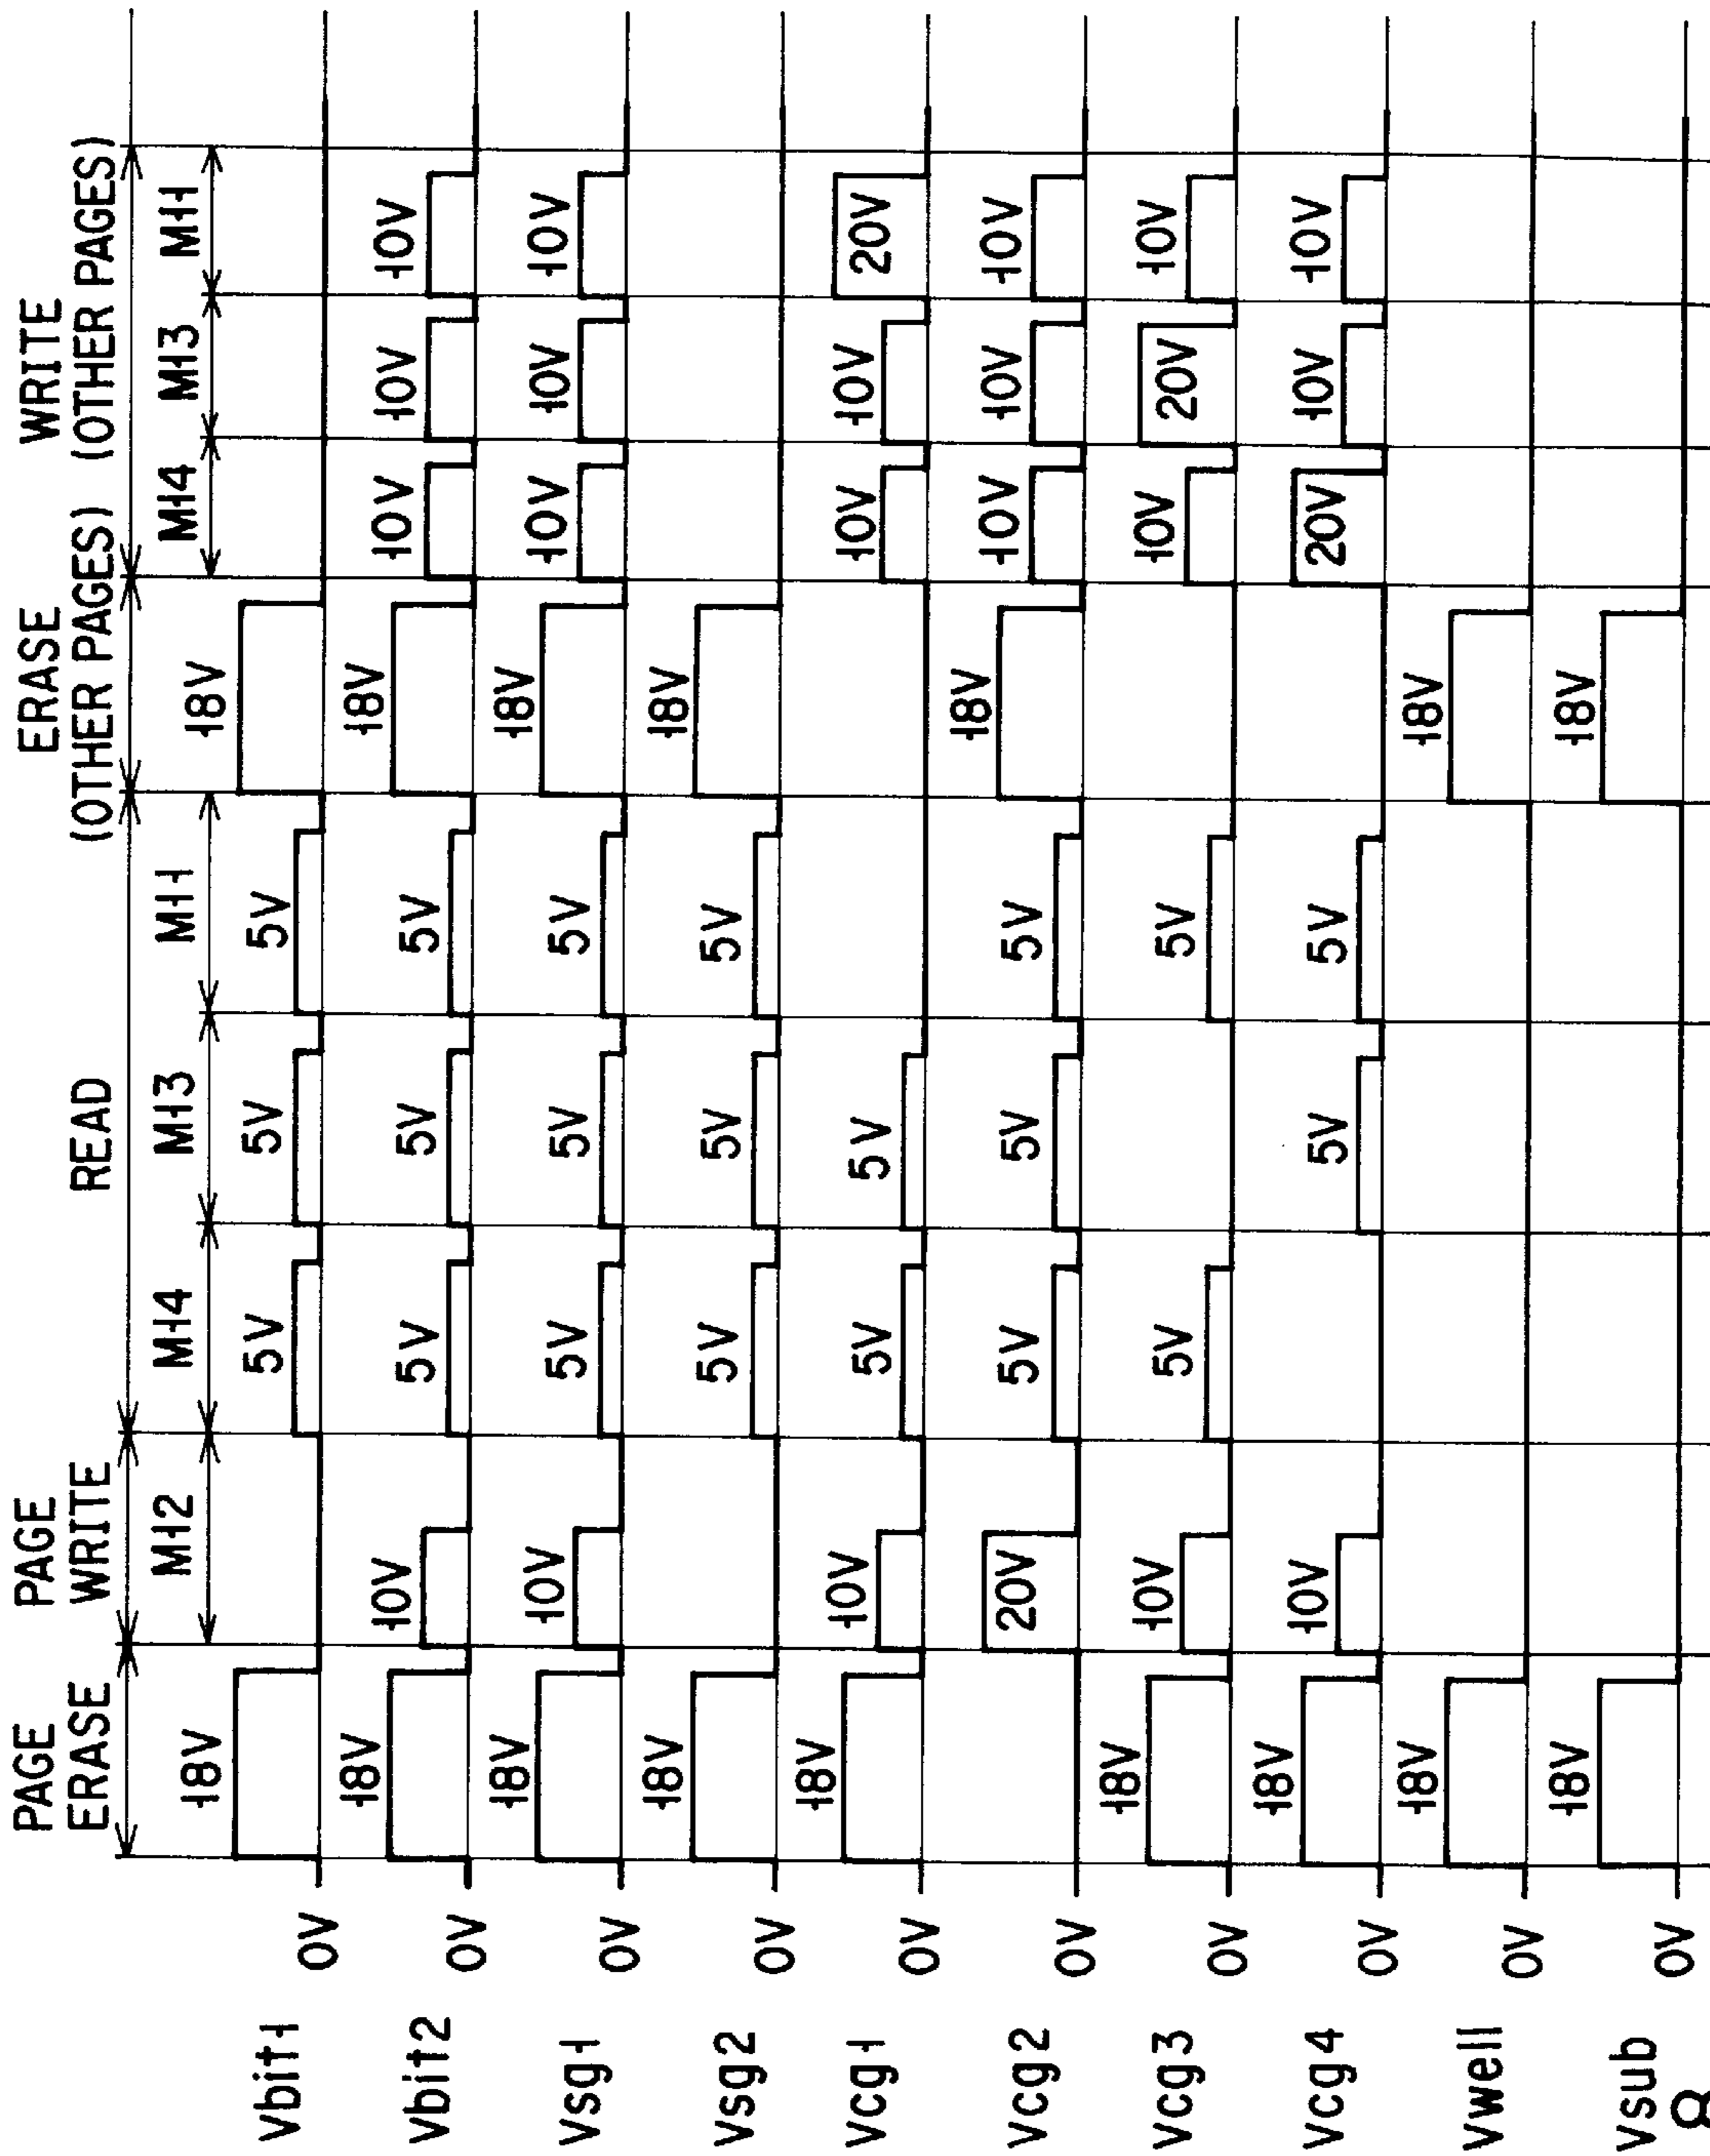 PAGE PAGE ERASE WRITE
ERASE WRITE READ (OTHER PAGES) (OTHER PAGES)
M12 M14 M13 M11 M14 M13 M11
Vbit1 0V 18V 5V 5V 5V 18V
Vbit2 0V 18V 10V 5V 5V 5V 18V 10V 10V 10V
Vsg1 0V 18V 10V 5V 5V 5V 18V 10V 10V 10V
Vsg2 0V 18V 5V 5V 5V 18V
Vcg1 0V 18V 10V 5V 5V 10V 10V 20V
Vcg2 0V 20V 5V 5V 5V 18V 10V 10V 10V
Vcg3 0V 18V 10V 5V 5V 10V 20V 10V
Vcg4 0V 18V 10V 5V 5V 20V 10V 10V
Vwell 0V 18V 18V
Vsub 0V 18V 18V
8